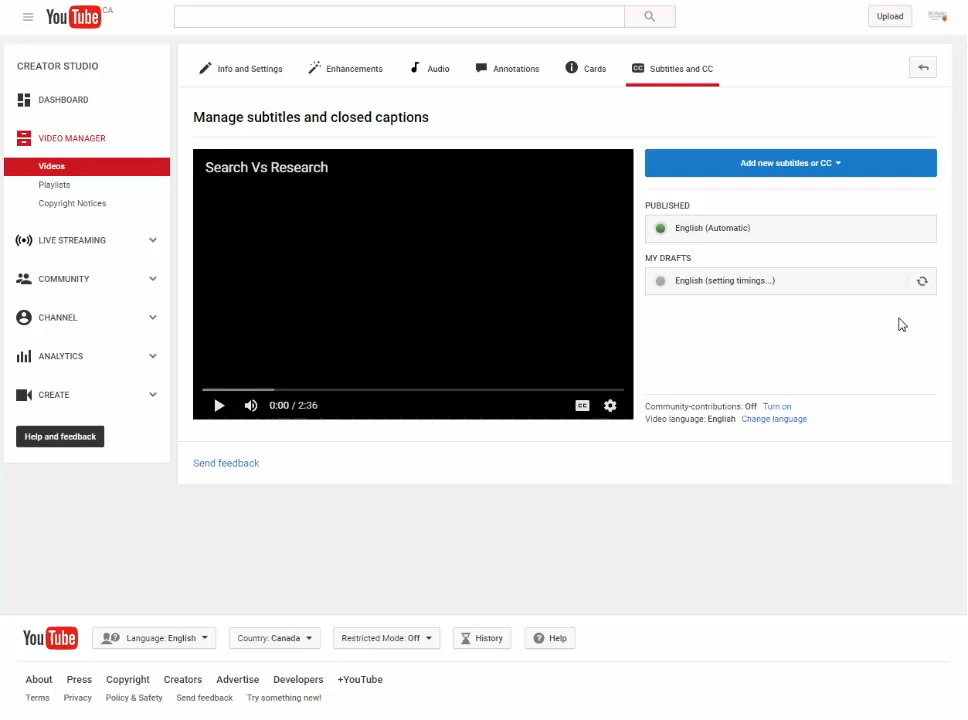 YouTube CA
Upload
CREATOR STUDIO
DASHBOARD
VIDEO MANAGER
Videos
Playlists
Copyright Notices
LIVE STREAMING
COMMUNITY
CHANNEL
ANALYTICS
CREATE
Help and feedback
Info and Settings
Enhancements
Audio
Annotations
Cards
CC Subtitles and CC
Manage subtitles and closed captions
Search Vs Research
0:00 / 2:36
CC
Add new subtitles or CC
PUBLISHED
English (Automatic)
MY DRAFTS
English (setting timings...)
Community-contributions: Off Turn on
Video language: English Change language
Send feedback
YouTube
Language: English
Country: Canada
Restricted Mode: Off
History
Help
About Press Copyright Creators Advertise Developers +YouTube
Terms Privacy Policy & Safety Send feedback Try something new!